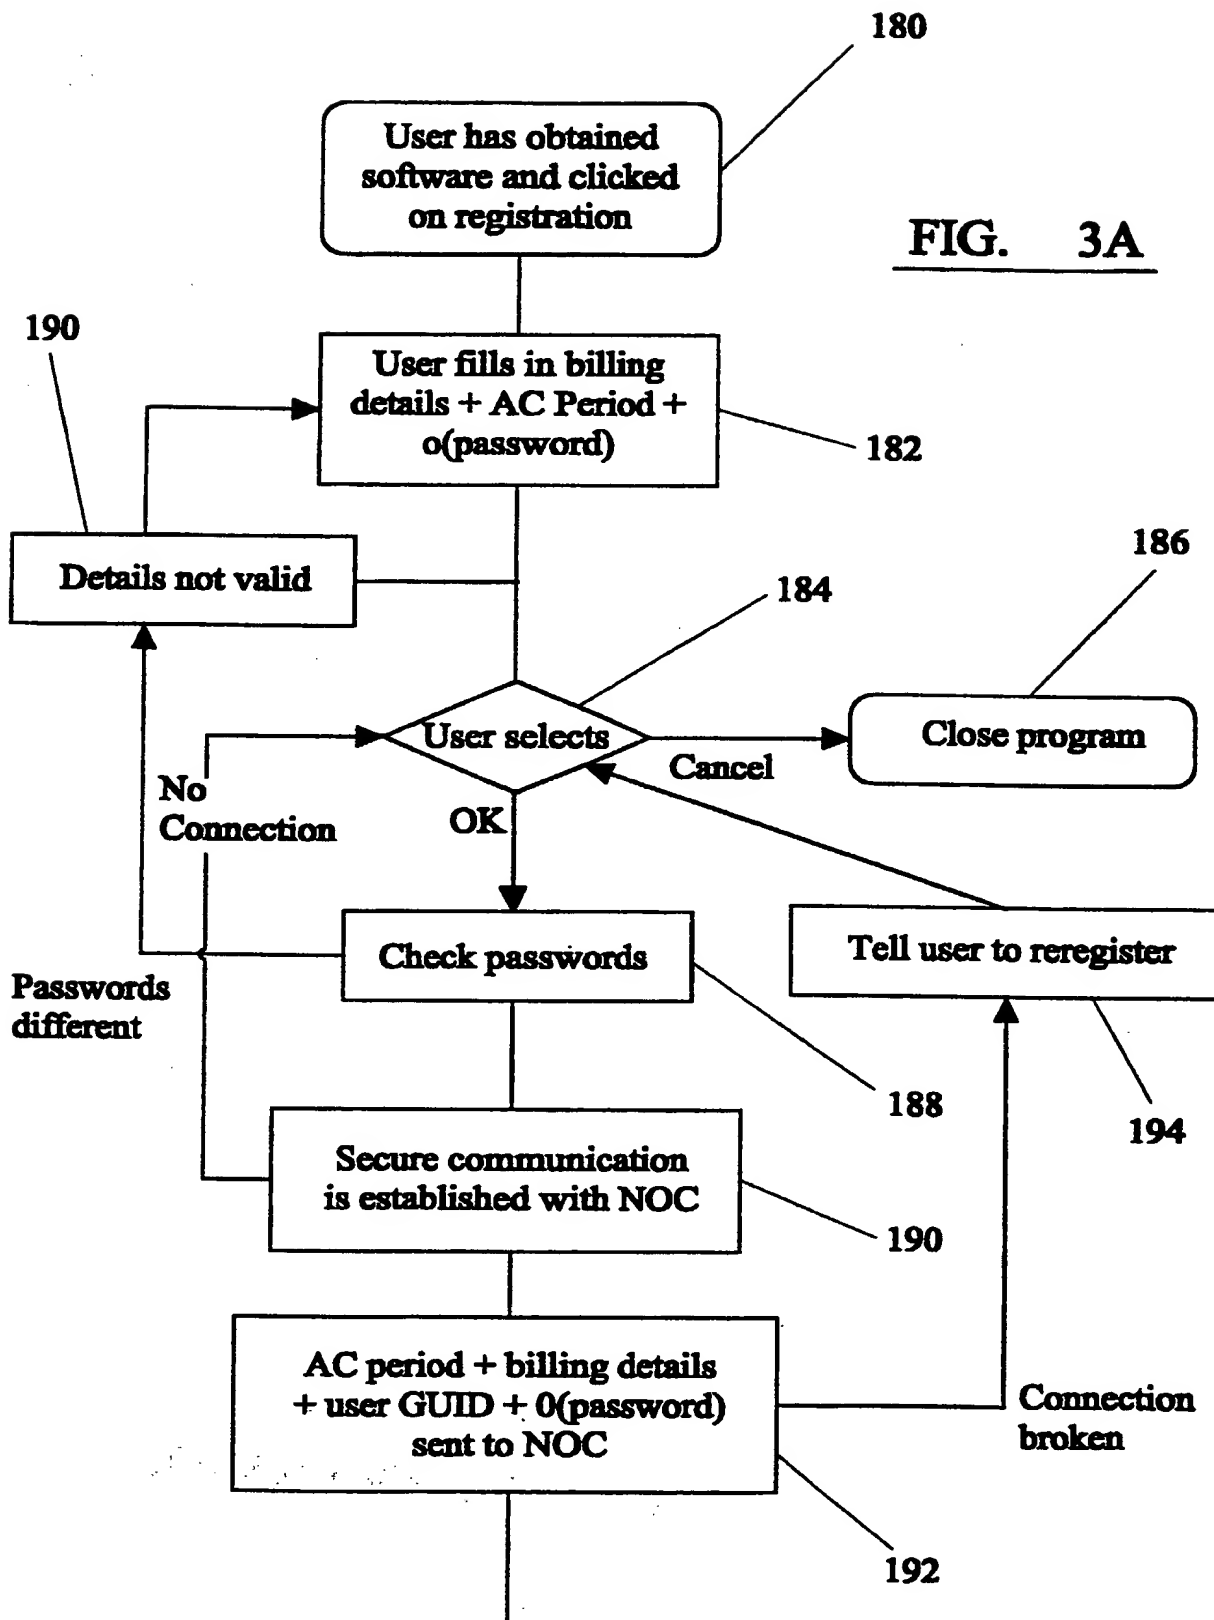 180
User has obtained
software and clicked
on registration
FIG. 3A
190
User fills in billing
details + AC Period +
o(password)
182
Details not valid
186
184
User selects
Close program
Cancel
No
Connection
OK
Check passwords
Tell user to reregister
Passwords
different
188
194
Secure communication
is established with NOC
190
AC period + billing details
+ user GUID + 0(password)
sent to NOC
Connection
broken
192